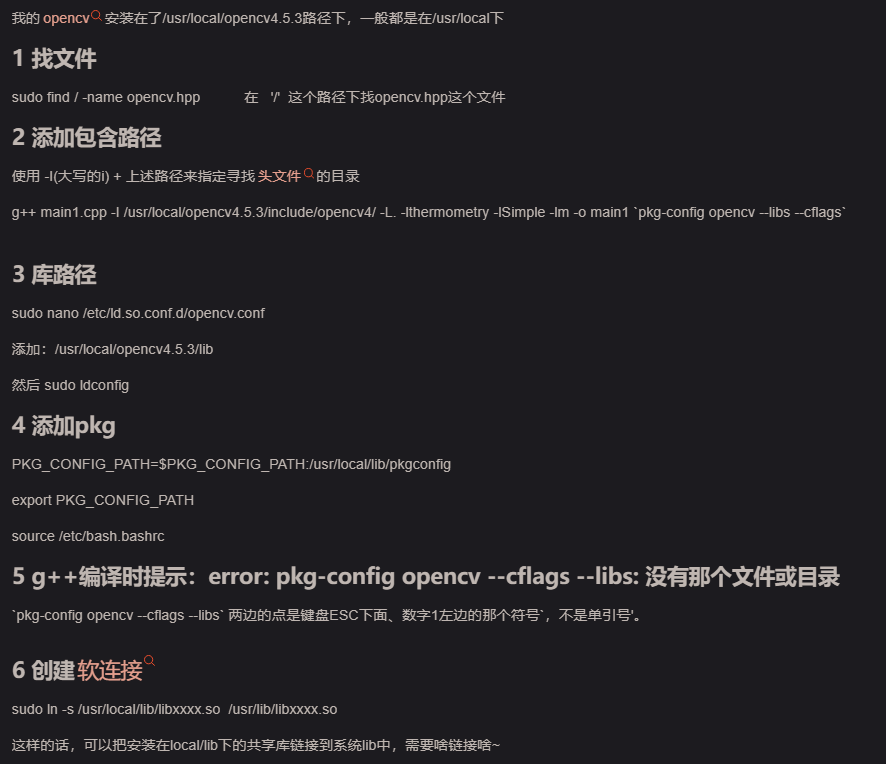 我的 opencv 安装在了/usr/local/opencv4.5.3路径下，一般都是在/usr/local下
1 找文件
sudo find / -name opencv.hpp 在 '/' 这个路径下找opencv.hpp这个文件
2 添加包含路径
使用 -I(大写的i) + 上述路径来指定寻找 头文件 的目录
g++ main1.cpp -I /usr/local/opencv4.5.3/include/opencv4/ -L. -lthermometry -lSimple -lm -o main1 `pkg-config opencv --libs --cflags`
3 库路径
sudo nano /etc/ld.so.conf.d/opencv.conf
添加：/usr/local/opencv4.5.3/lib
然后 sudo ldconfig
4 添加pkg
PKG_CONFIG_PATH=$PKG_CONFIG_PATH:/usr/local/lib/pkgconfig
export PKG_CONFIG_PATH
source /etc/bash.bashrc
5 g++编译时提示：error: pkg-config opencv --cflags --libs: 没有那个文件或目录
`pkg-config opencv --cflags --libs` 两边的点是键盘ESC下面、数字1左边的那个符号`，不是单引号'。
6 创建软连接
sudo ln -s /usr/local/lib/libxxxx.so /usr/lib/libxxxx.so
这样的话，可以把安装在local/lib下的共享库链接到系统lib中，需要啥链接啥~